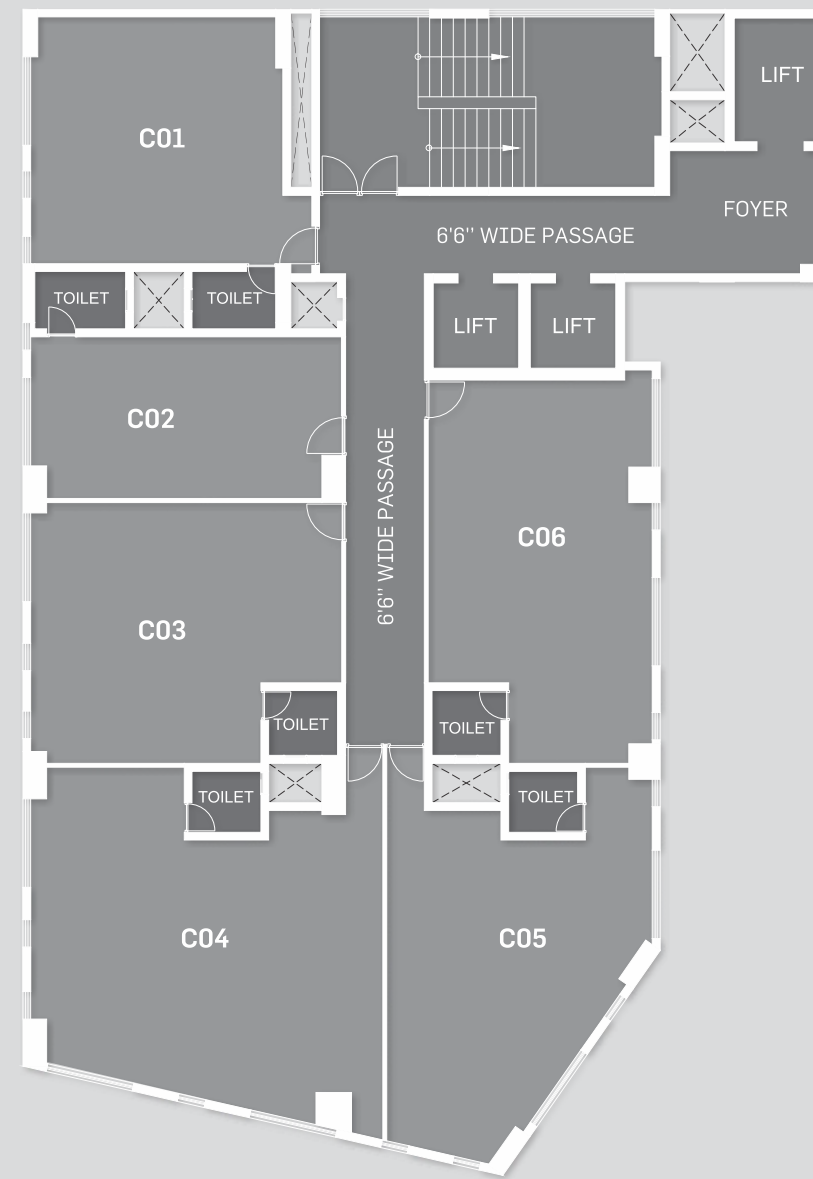 LIFT
C01
FOYER
6'6'' WIDE PASSAGE
TOILET
TOILET
LIFT
LIFT
C02
6'6'' WIDE PASSAGE
C06
C03
TOILET
TOILET
TOILET
TOILET
C04
C05